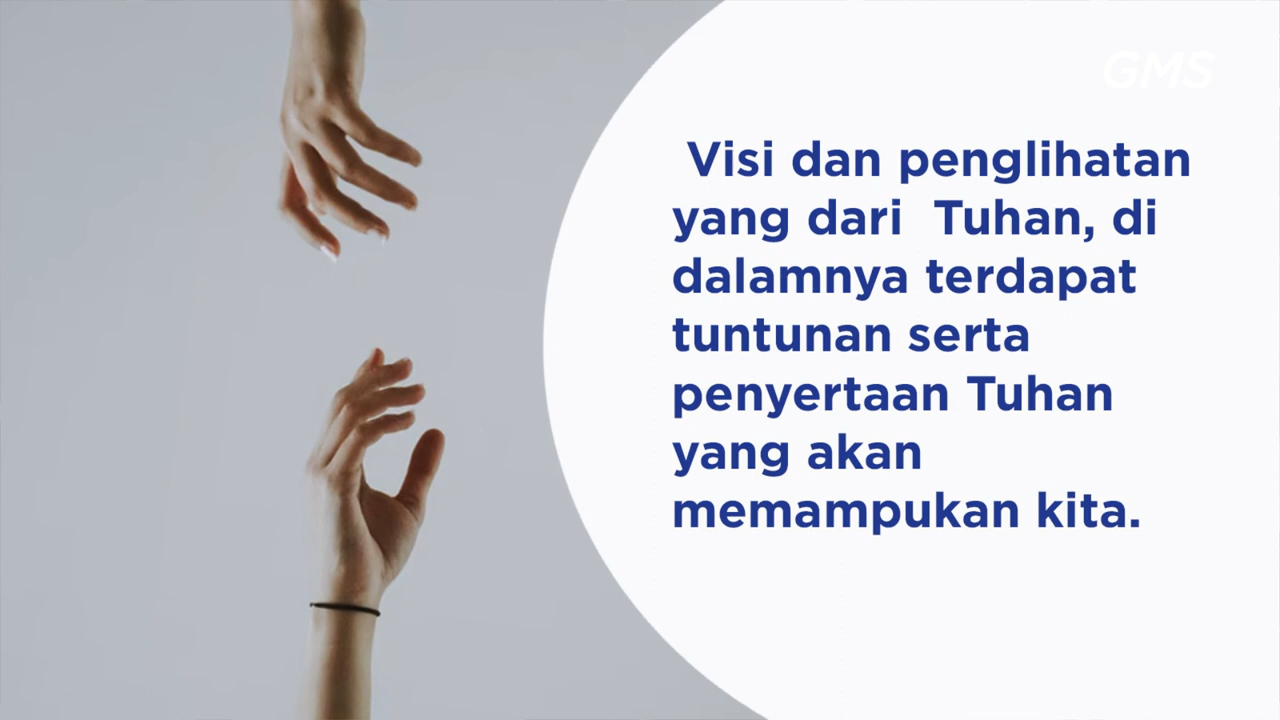 GMS
Visi dan penglihatan
yang dari  Tuhan, di
dalamnya terdapat
tuntunan serta
penyertaan Tuhan
yang akan
memampukan kita.